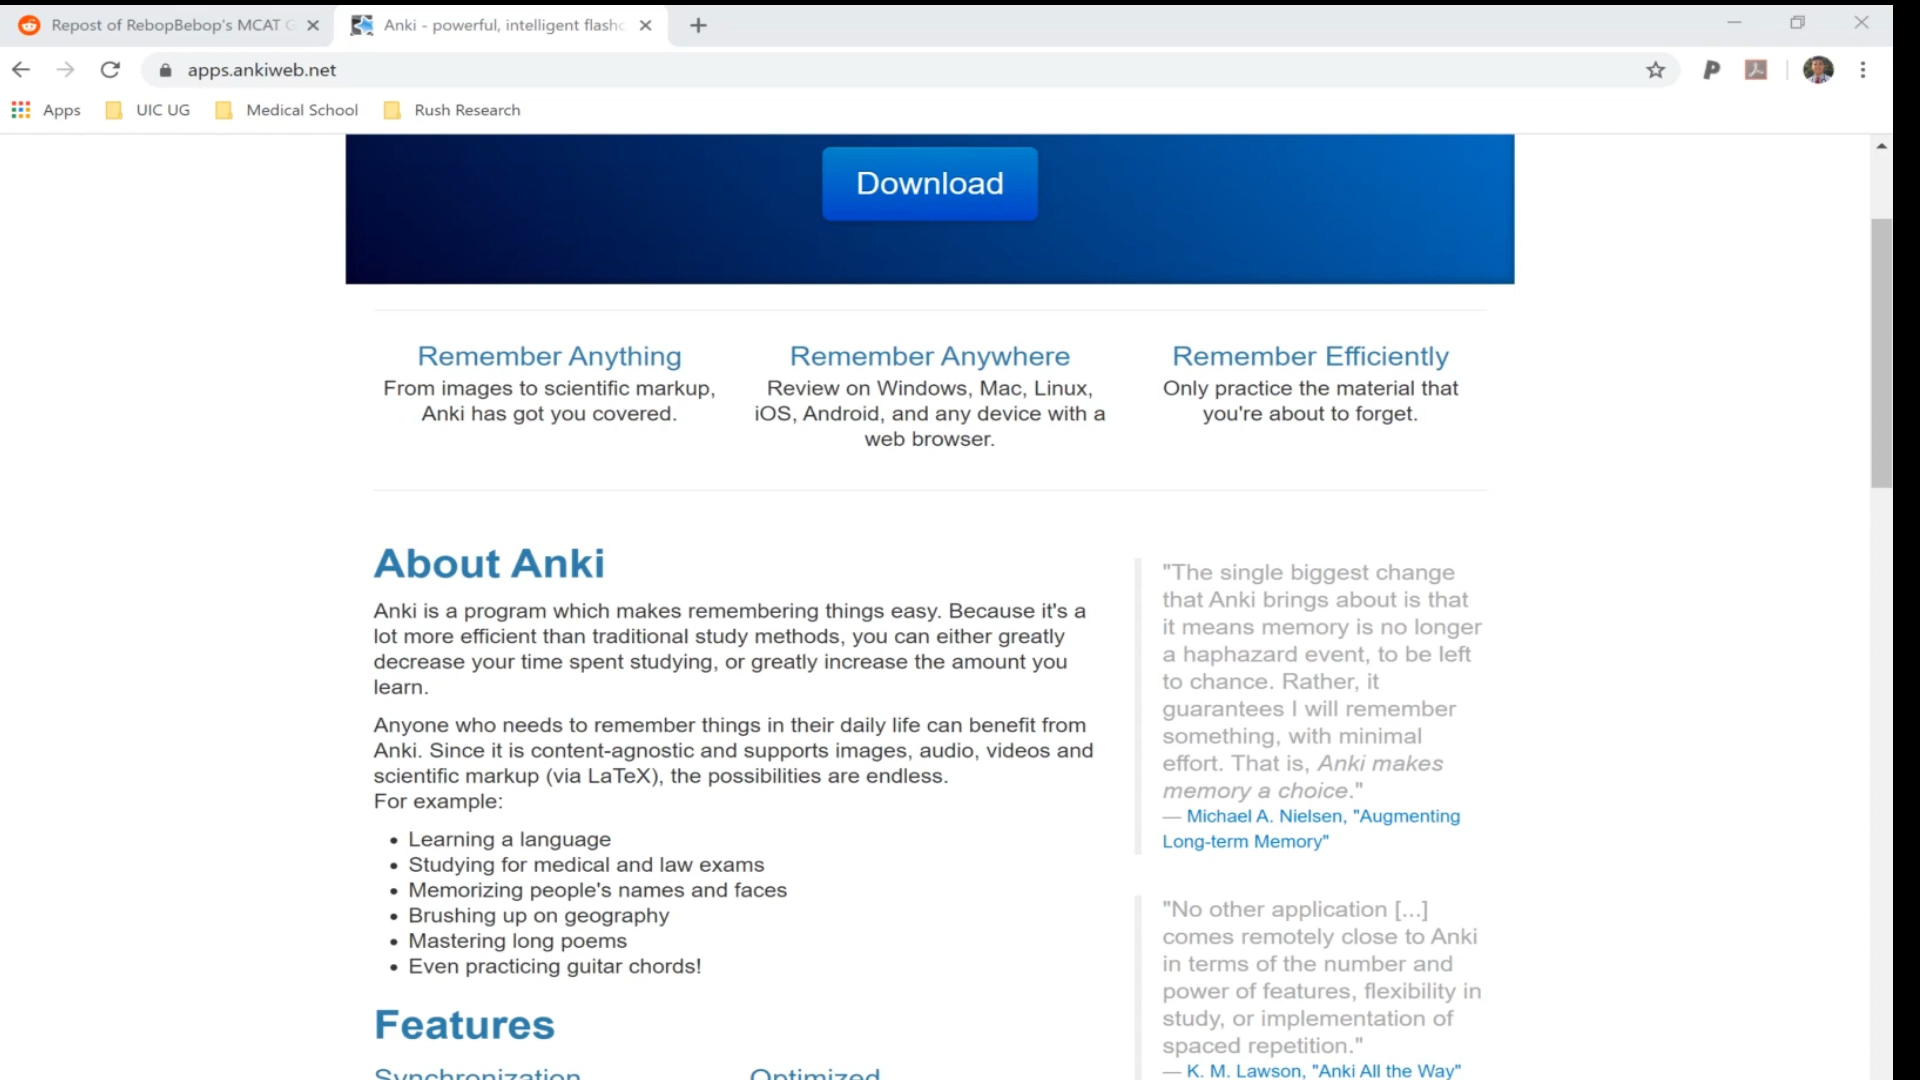 Repost of RebopBebop's MCAT G
Anki - powerful, intelligent flashc
apps.ankiweb.net
Apps
UIC UG
Medical School
Rush Research
Download
Remember Anything
From images to scientific markup,
Anki has got you covered.
Remember Anywhere
Review on Windows, Mac, Linux,
iOS, Android, and any device with a
web browser.
Remember Efficiently
Only practice the material that
you're about to forget.
About Anki
Anki is a program which makes remembering things easy. Because it's a
lot more efficient than traditional study methods, you can either greatly
decrease your time spent studying, or greatly increase the amount you
learn.
Anyone who needs to remember things in their daily life can benefit from
Anki. Since it is content-agnostic and supports images, audio, videos and
scientific markup (via LaTeX), the possibilities are endless.
For example:
• Learning a language
• Studying for medical and law exams
• Memorizing people's names and faces
• Brushing up on geography
• Mastering long poems
• Even practicing guitar chords!
Features
Synchronization
Optimized
"The single biggest change
that Anki brings about is that
it means memory is no longer
a haphazard event, to be left
to chance. Rather, it
guarantees I will remember
something, with minimal
effort. That is, Anki makes
memory a choice."
— Michael A. Nielsen, "Augmenting
Long-term Memory"
"No other application [...]
comes remotely close to Anki
in terms of the number and
power of features, flexibility in
study, or implementation of
spaced repetition."
— K. M. Lawson, "Anki All the Way"